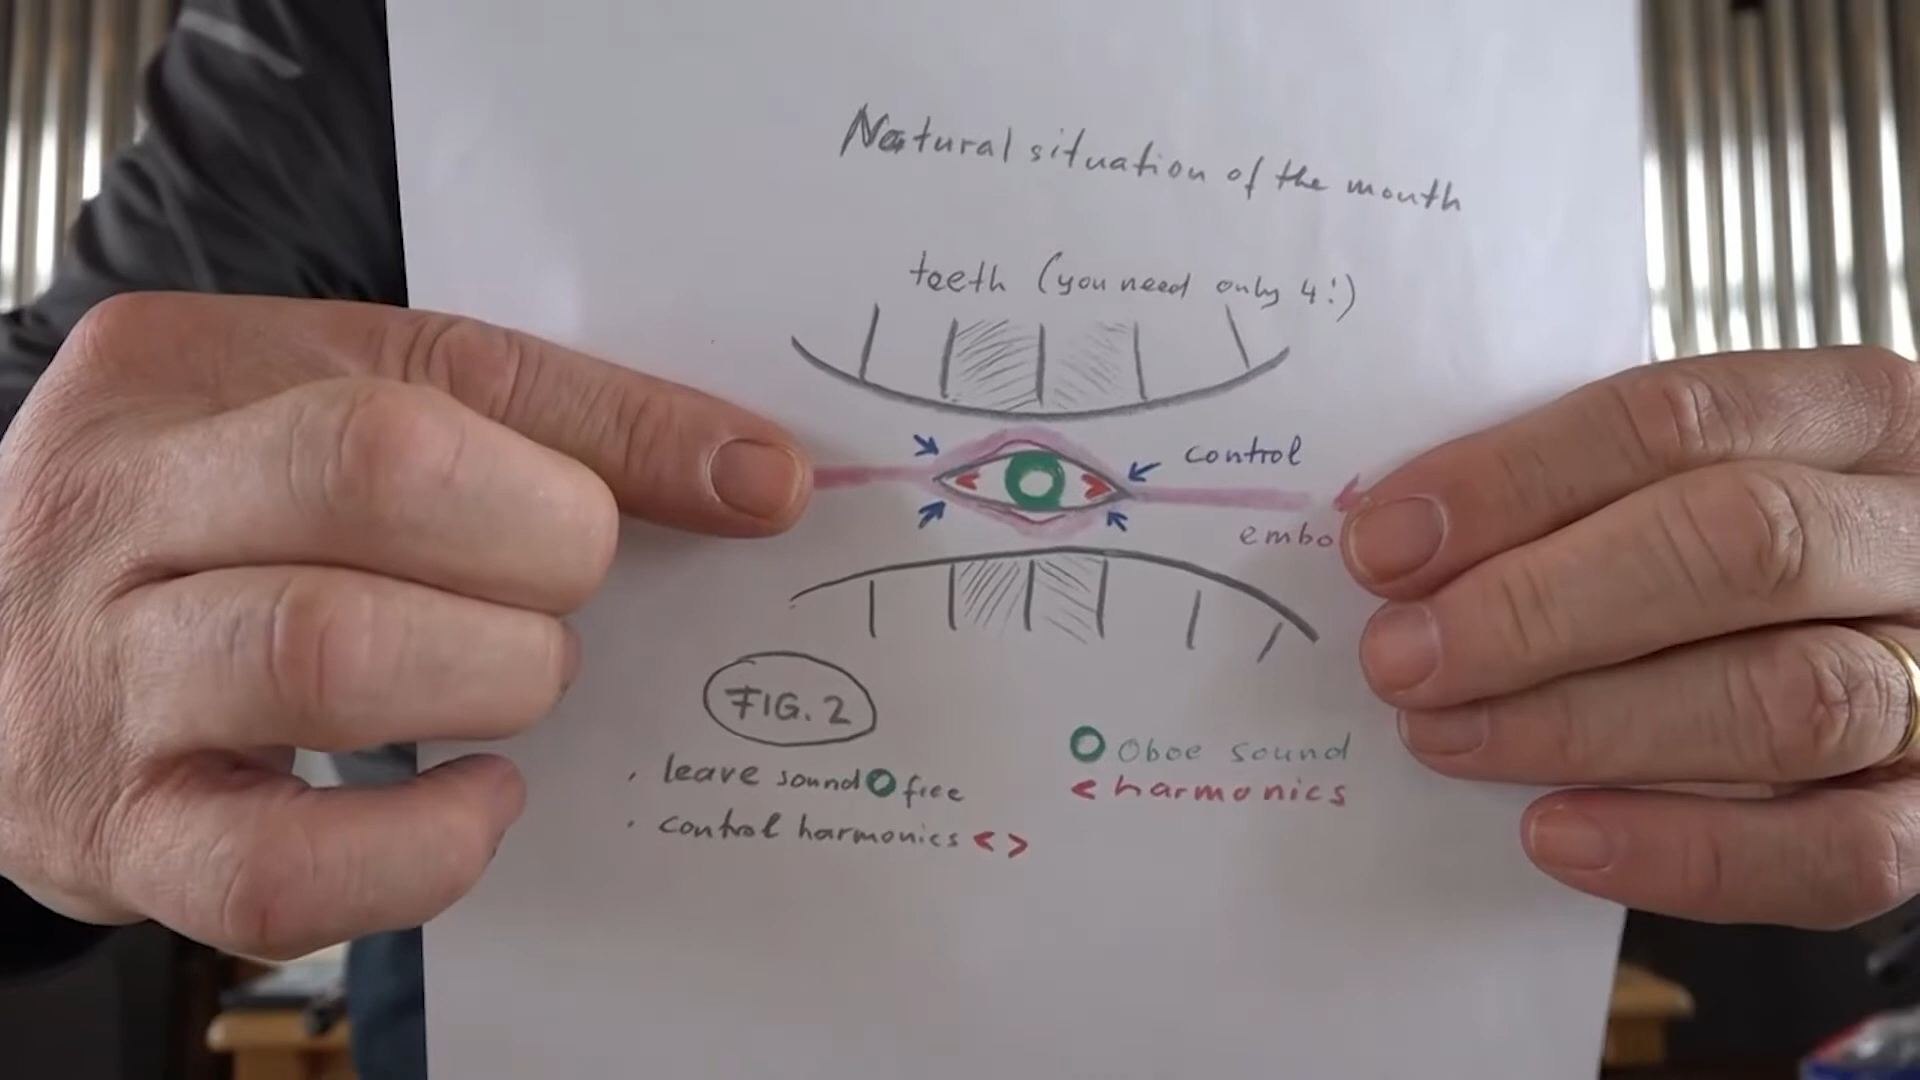 Natural situation of the mouth
teeth (you need only 4!)
control
embo
FIG. 2
. leave sound O free
. control harmonics < >
O Oboe sound
< harmonics